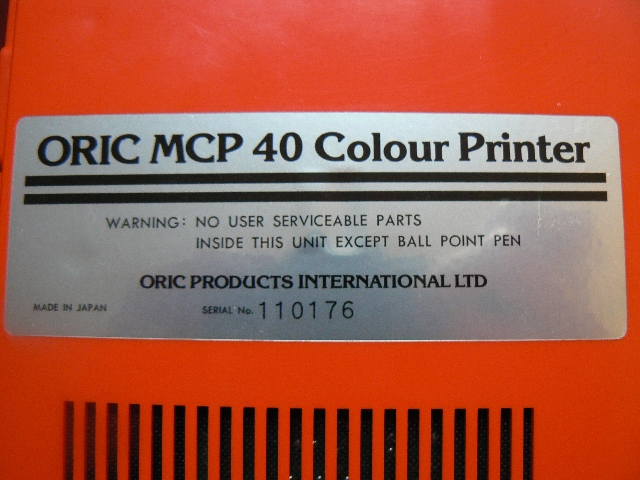 ORIC MCP 40 Colour Printer
WARNING: NO USER SERVICEABLE PARTS
INSIDE THIS UNIT EXCEPT BALL POINT PEN
ORIC PRODUCTS INTERNATIONAL LTD
MADE IN JAPAN SERIAL No. 110176